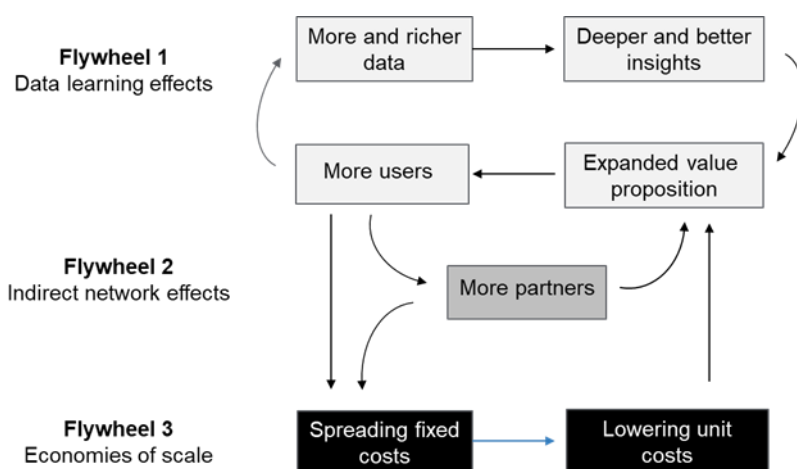 Flywheel 1
Data learning effects
More and richer
data
Deeper and better
insights
More users
Expanded value
proposition
Flywheel 2
Indirect network effects
More partners
Flywheel 3
Economies of scale
Spreading fixed
costs
Lowering unit
costs